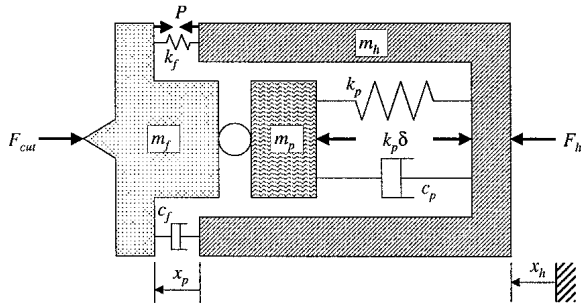 P
k_f
m_h
k_p
F_cut
m_f
m_p
k_pδ
F_h
c_p
c_f
x_p
x_h